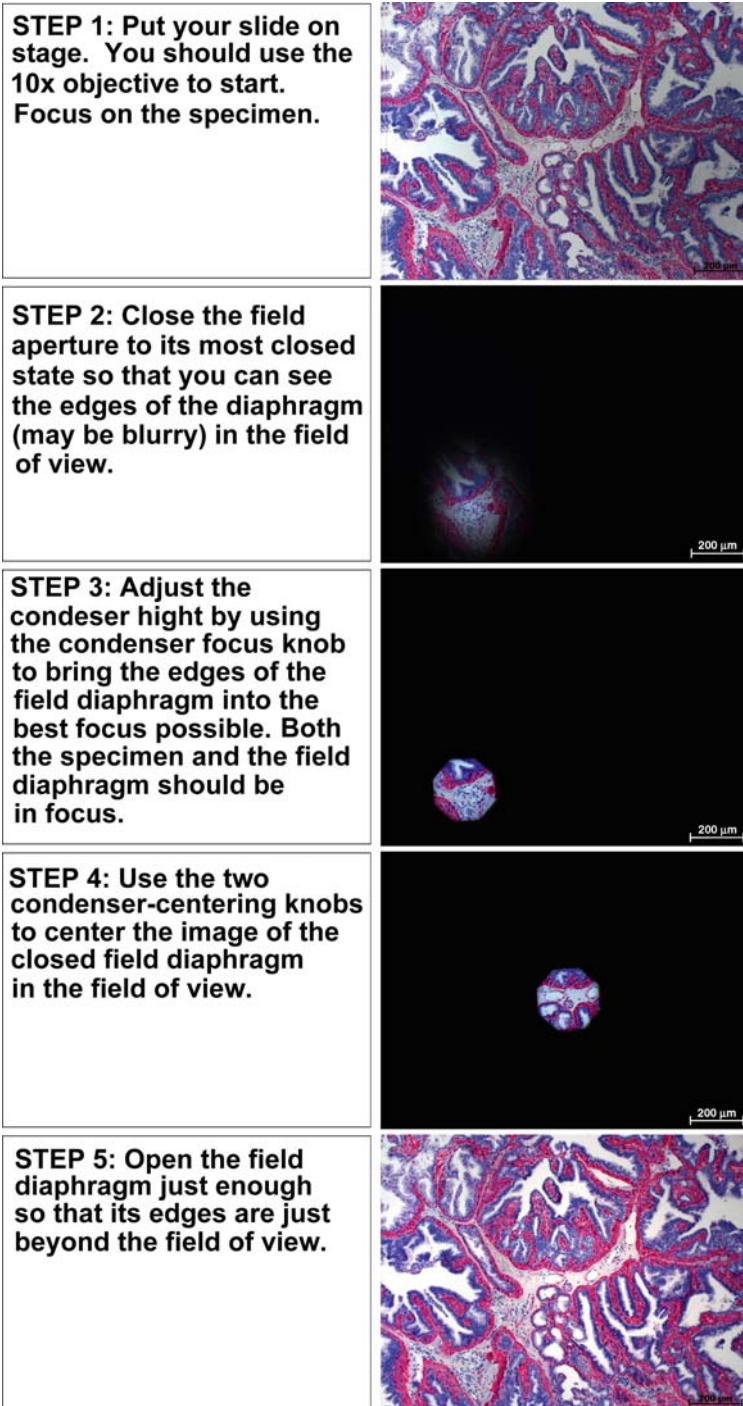 STEP 1: Put your slide on
stage.  You should use the
10x objective to start.
Focus on the specimen.
200 µm
STEP 2: Close the field
aperture to its most closed
state so that you can see
the edges of the diaphragm
(may be blurry) in the field
of view.
200 µm
STEP 3: Adjust the
condeser hight by using
the condenser focus knob
to bring the edges of the
field diaphragm into the
best focus possible. Both
the specimen and the field
diaphragm should be
in focus.
200 µm
STEP 4: Use the two
condenser-centering knobs
to center the image of the
closed field diaphragm
in the field of view.
200 µm
STEP 5: Open the field
diaphragm just enough
so that its edges are just
beyond the field of view.
200 µm